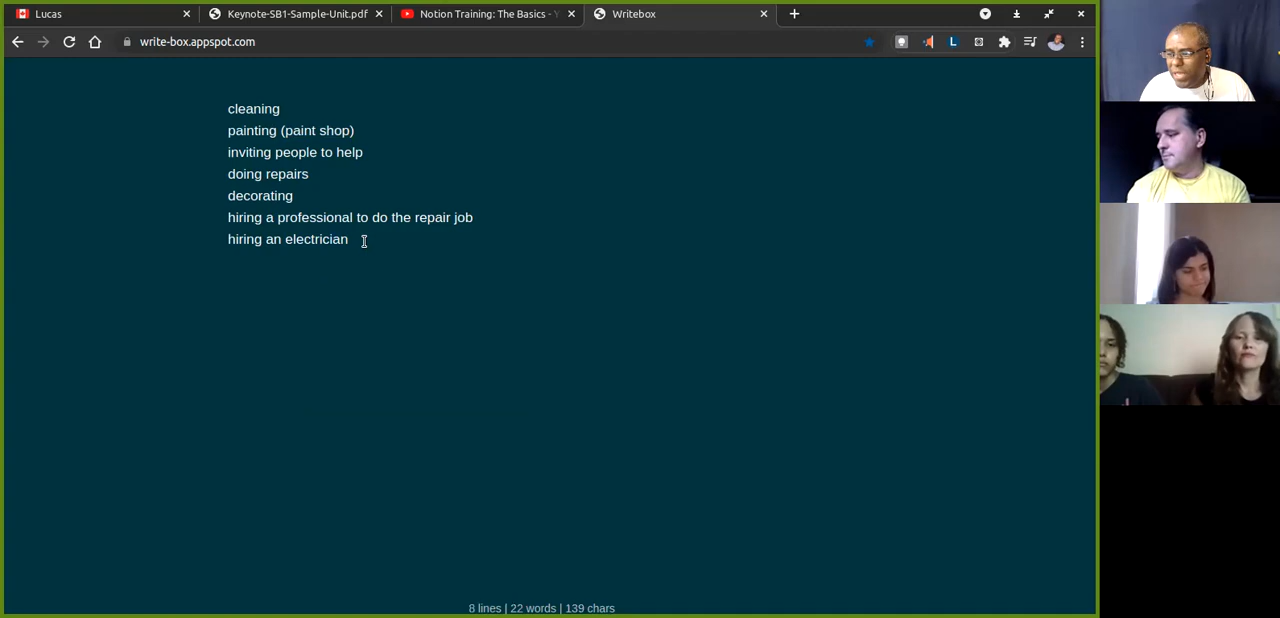 Lucas
Keynote-SB1-Sample-Unit.pdf
Notion Training: The Basics -
Writebox
write-box.appspot.com
cleaning
painting (paint shop)
inviting people to help
doing repairs
decorating
hiring a professional to do the repair job
hiring an electrician
8 lines | 22 words | 139 chars